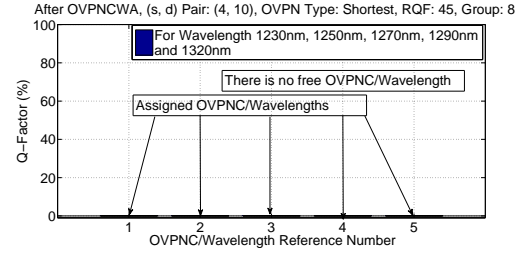 After OVPNCWA, (s, d) Pair: (4, 10), OVPN Type: Shortest, RQF: 45, Group: 8
100
80
60
40
20
0
Q−Factor (%)
For Wavelength 1230nm, 1250nm, 1270nm, 1290nm
and 1320nm
There is no free OVPNC/Wavelength
Assigned OVPNC/Wavelengths
1 2 3 4 5
OVPNC/Wavelength Reference Number